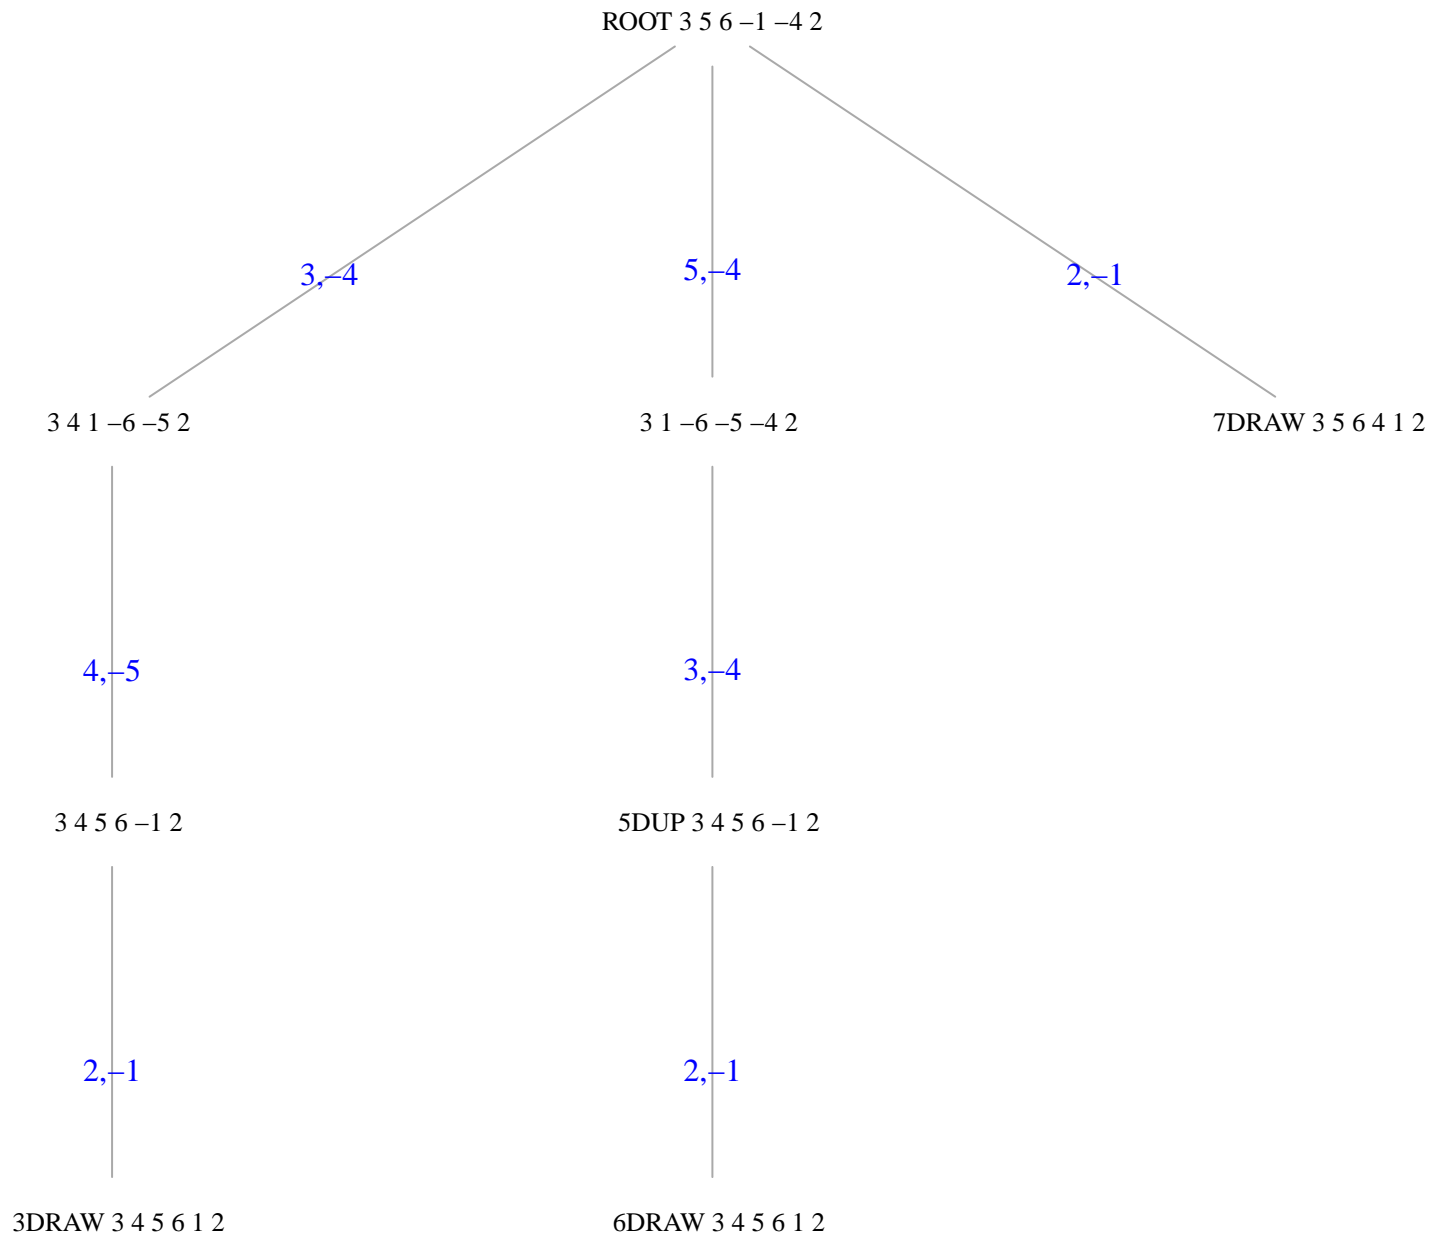 ROOT 3 5 6 –1 –4 2
3,–4
5,–4
2,–1
3 4 1 –6 –5 2
3 1 –6 –5 –4 2
7DRAW 3 5 6 4 1 2
4,–5
3,–4
3 4 5 6 –1 2
5DUP 3 4 5 6 –1 2
2,–1
2,–1
3DRAW 3 4 5 6 1 2
6DRAW 3 4 5 6 1 2